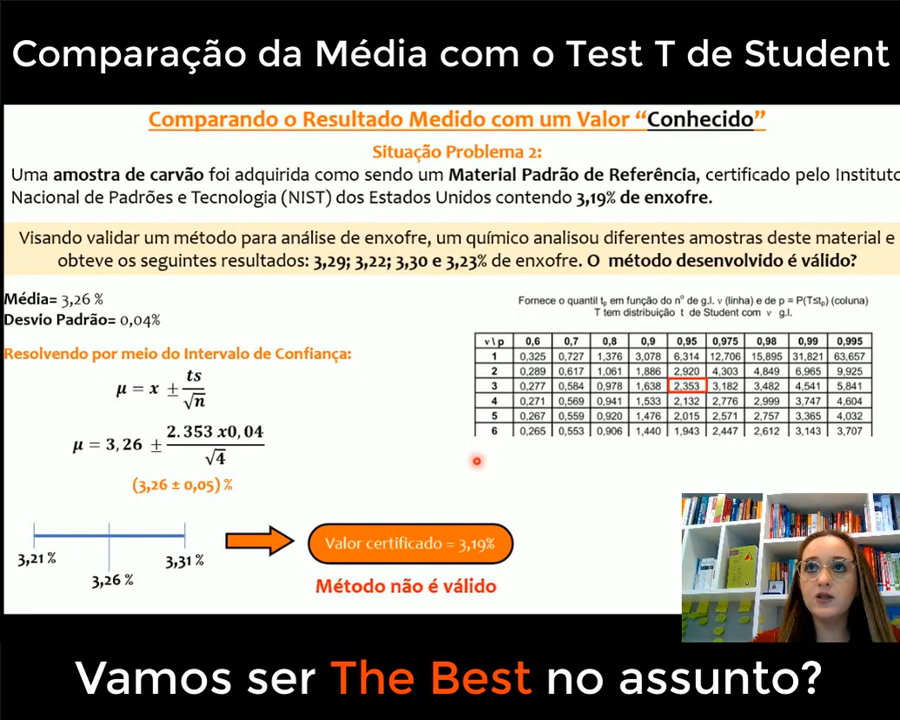 Comparação da Média com o Test T de Student
Comparando o Resultado Medido com um Valor “Conhecido”
Situação Problema 2:
Uma amostra de carvão foi adquirida como sendo um Material Padrão de Referência, certificado pelo Instituto
Nacional de Padrões e Tecnologia (NIST) dos Estados Unidos contendo 3,19% de enxofre.
Visando validar um método para análise de enxofre, um químico analisou diferentes amostras deste material e
obteve os seguintes resultados: 3,29; 3,22; 3,30 e 3,23% de enxofre. O método desenvolvido é válido?
Média= 3,26 %
Desvio Padrão= 0,04%
Resolvendo por meio do Intervalo de Confiança:
μ = x ± ts/√n
μ = 3,26 ± 2.353 x0,04/√4
(3,26 ± 0,05) %
3,21 %
3,26 %
3,31 %
Valor certificado = 3,19%
Método não é válido
Fornece o quantil tp em função do nº de g.l. ν (linha) e de p = P(T≤tp) (coluna)
T tem distribuição t de Student com ν g.l.
ν \ p 0,6 0,7 0,8 0,9 0,95 0,975 0,98 0,99 0,995
1 0,325 0,727 1,376 3,078 6,314 12,706 15,895 31,821 63,657
2 0,289 0,617 1,061 1,886 2,920 4,303 4,849 6,965 9,925
3 0,277 0,584 0,978 1,638 2,353 3,182 3,482 4,541 5,841
4 0,271 0,569 0,941 1,533 2,132 2,776 2,999 3,747 4,604
5 0,267 0,559 0,920 1,476 2,015 2,571 2,757 3,365 4,032
6 0,265 0,553 0,906 1,440 1,943 2,447 2,612 3,143 3,707
Vamos ser The Best no assunto?